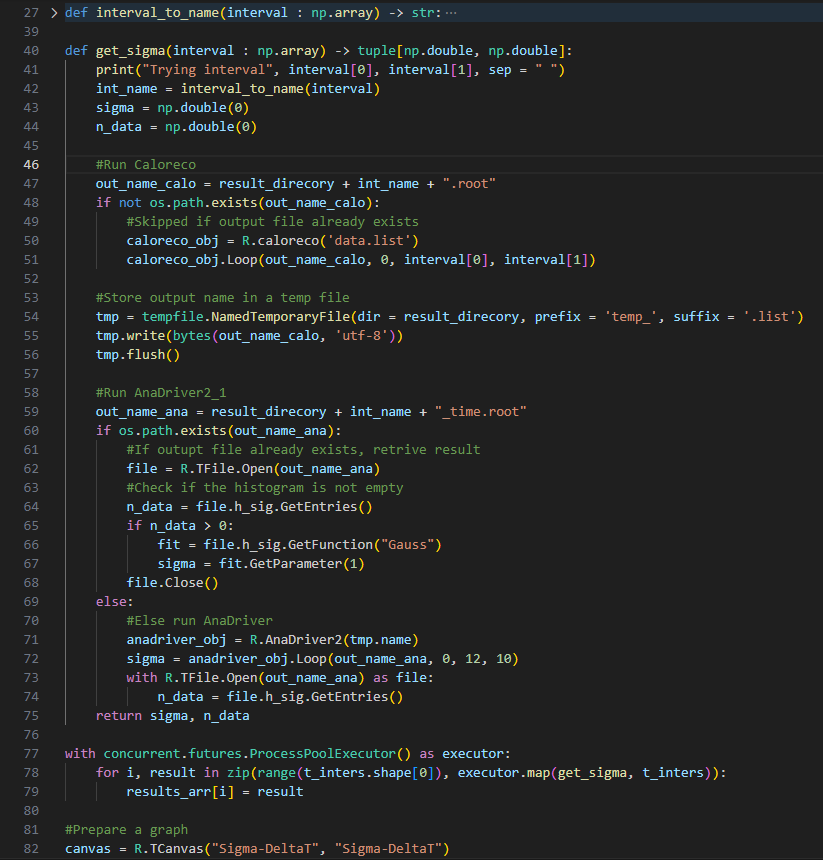 27 > def interval_to_name(interval : np.array) -> str:···
39
40 def get_sigma(interval : np.array) -> tuple[np.double, np.double]:
41     print("Trying interval", interval[0], interval[1], sep = " ")
42     int_name = interval_to_name(interval)
43     sigma = np.double(0)
44     n_data = np.double(0)
45
46     #Run Caloreco
47     out_name_calo = result_direcory + int_name + ".root"
48     if not os.path.exists(out_name_calo):
49         #Skipped if output file already exists
50         caloreco_obj = R.caloreco('data.list')
51         caloreco_obj.Loop(out_name_calo, 0, interval[0], interval[1])
52
53     #Store output name in a temp file
54     tmp = tempfile.NamedTemporaryFile(dir = result_direcory, prefix = 'temp_', suffix = '.list')
55     tmp.write(bytes(out_name_calo, 'utf-8'))
56     tmp.flush()
57
58     #Run AnaDriver2_1
59     out_name_ana = result_direcory + int_name + "_time.root"
60     if os.path.exists(out_name_ana):
61         #If outupt file already exists, retrive result
62         file = R.TFile.Open(out_name_ana)
63         #Check if the histogram is not empty
64         n_data = file.h_sig.GetEntries()
65         if n_data > 0:
66             fit = file.h_sig.GetFunction("Gauss")
67             sigma = fit.GetParameter(1)
68         file.Close()
69     else:
70         #Else run AnaDriver
71         anadriver_obj = R.AnaDriver2(tmp.name)
72         sigma = anadriver_obj.Loop(out_name_ana, 0, 12, 10)
73         with R.TFile.Open(out_name_ana) as file:
74             n_data = file.h_sig.GetEntries()
75     return sigma, n_data
76
77 with concurrent.futures.ProcessPoolExecutor() as executor:
78     for i, result in zip(range(t_inters.shape[0]), executor.map(get_sigma, t_inters)):
79         results_arr[i] = result
80
81 #Prepare a graph
82 canvas = R.TCanvas("Sigma-DeltaT", "Sigma-DeltaT")